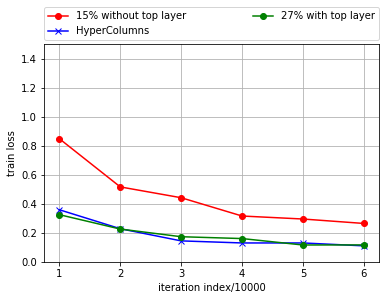 15% without top layer
HyperColumns
27% with top layer
1.4
1.2
1.0
0.8
0.6
0.4
0.2
0.0
train loss
1 2 3 4 5 6
iteration index/10000